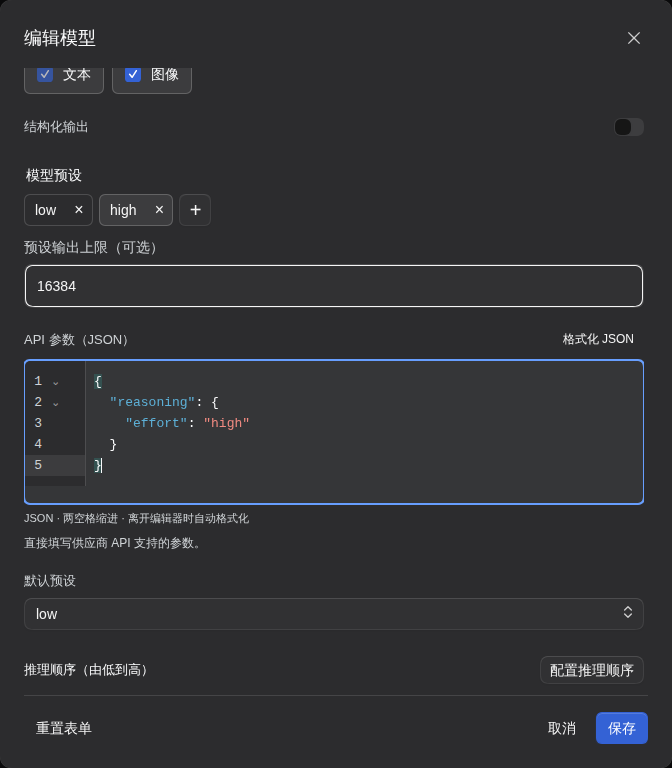 编辑模型
文本 图像
结构化输出
模型预设
low × high × +
预设输出上限（可选）
16384
API 参数（JSON） 格式化 JSON
1 {
2   "reasoning": {
3     "effort": "high"
4   }
5 }
JSON · 两空格缩进 · 离开编辑器时自动格式化
直接填写供应商 API 支持的参数。
默认预设
low
推理顺序（由低到高） 配置推理顺序
重置表单 取消 保存